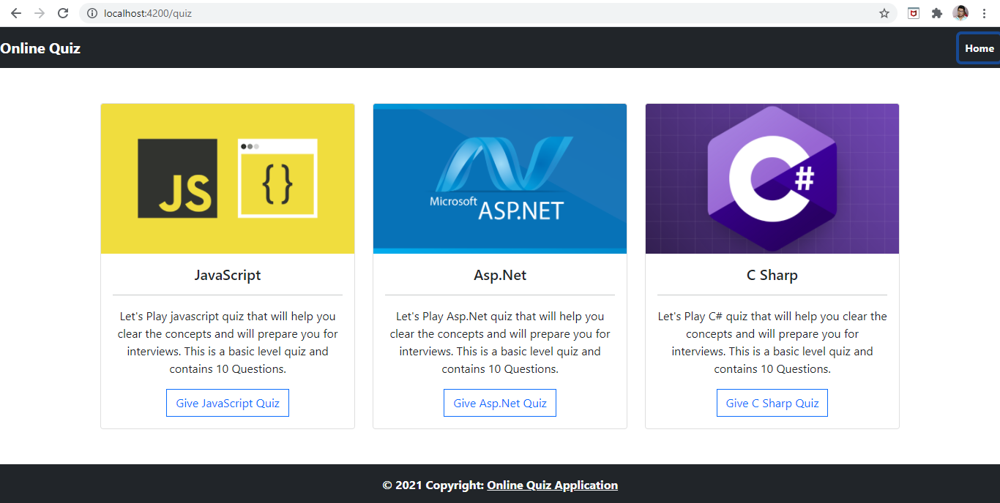 localhost:4200/quiz
Online Quiz
Home
JS
{}
Microsoft
ASP.NET
C#
JavaScript
Let's Play javascript quiz that will help you
clear the concepts and will prepare you for
interviews. This is a basic level quiz and
contains 10 Questions.
Give JavaScript Quiz
Asp.Net
Let's Play Asp.Net quiz that will help you
clear the concepts and will prepare you for
interviews. This is a basic level quiz and
contains 10 Questions.
Give Asp.Net Quiz
C Sharp
Let's Play C# quiz that will help you clear the
concepts and will prepare you for
interviews. This is a basic level quiz and
contains 10 Questions.
Give C Sharp Quiz
© 2021 Copyright: Online Quiz Application